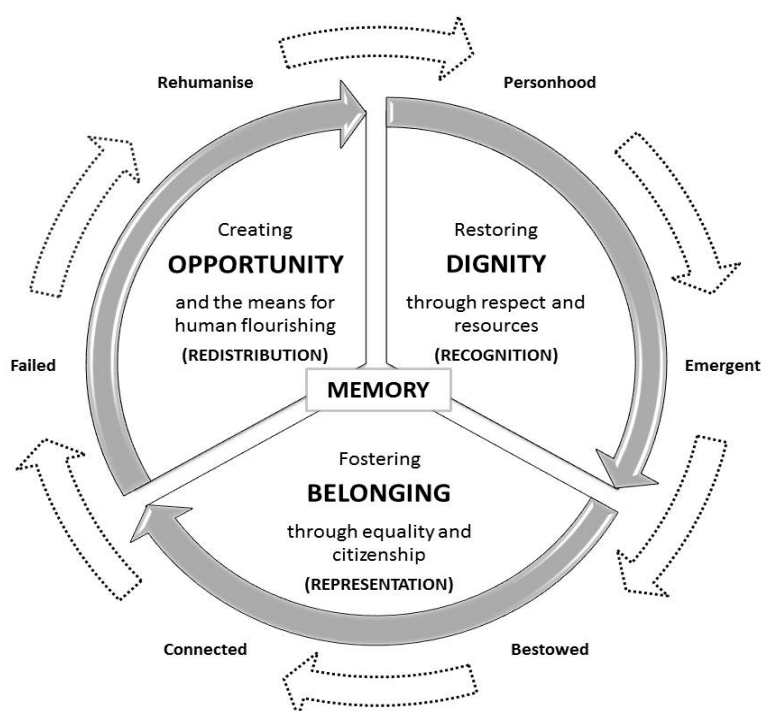 Rehumanise
Personhood
Creating
OPPORTUNITY
and the means for
human flourishing
(REDISTRIBUTION)
Restoring
DIGNITY
through respect and
resources
(RECOGNITION)
Failed
Emergent
MEMORY
Fostering
BELONGING
through equality and
citizenship
(REPRESENTATION)
Connected
Bestowed